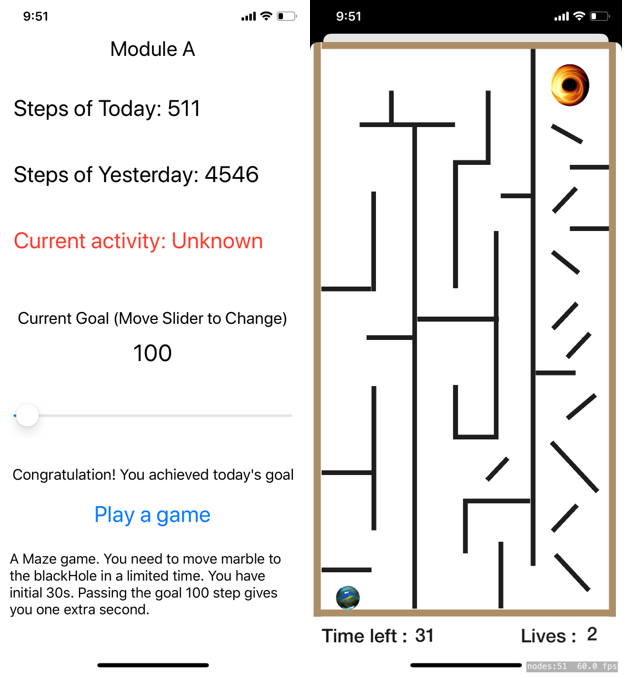 9:51
Module A
Steps of Today: 511
Steps of Yesterday: 4546
Current activity: Unknown
Current Goal (Move Slider to Change)
100
Congratulation! You achieved today's goal
Play a game
A Maze game. You need to move marble to
the blackHole in a limited time. You have
initial 30s. Passing the goal 100 step gives
you one extra second.
9:51
Time left : 31
Lives : 2
nodes:51 60.0 fps